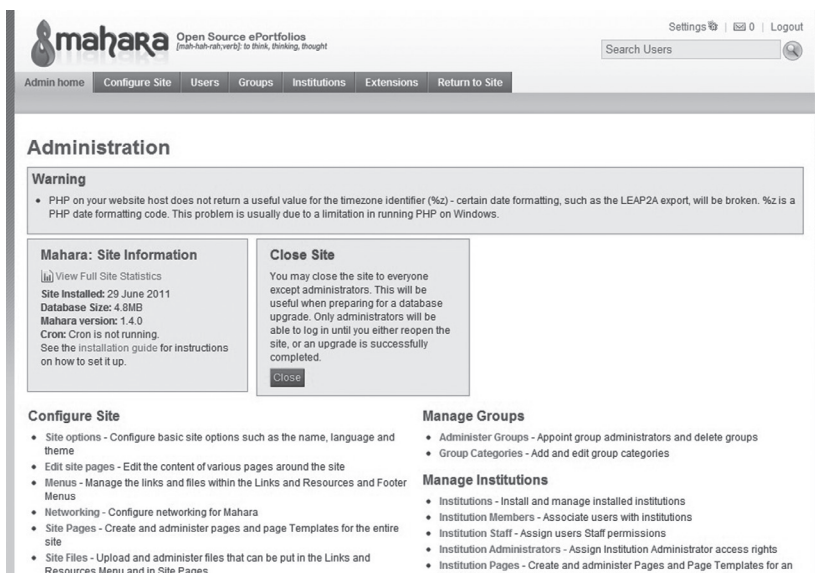 mahara
Open Source ePortfolios
[mah-hah-rah;verb]: to think, thinking, thought
Settings | 0 | Logout
Search Users
Admin home Configure Site Users Groups Institutions Extensions Return to Site
Administration
Warning
• PHP on your website host does not return a useful value for the timezone identifier (%z) - certain date formatting, such as the LEAP2A export, will be broken. %z is a
PHP date formatting code. This problem is usually due to a limitation in running PHP on Windows.
Mahara: Site Information
View Full Site Statistics
Site Installed: 29 June 2011
Database Size: 4.8MB
Mahara version: 1.4.0
Cron: Cron is not running.
See the installation guide for instructions
on how to set it up.
Close Site
You may close the site to everyone
except administrators. This will be
useful when preparing for a database
upgrade. Only administrators will be
able to log in until you either reopen the
site, or an upgrade is successfully
completed.
Close
Configure Site
• Site options - Configure basic site options such as the name, language and
theme
• Edit site pages - Edit the content of various pages around the site
• Menus - Manage the links and files within the Links and Resources and Footer
Menus
• Networking - Configure networking for Mahara
• Site Pages - Create and administer pages and page Templates for the entire
site
• Site Files - Upload and administer files that can be put in the Links and
Resources Menu and in Site Pages
Manage Groups
• Administer Groups - Appoint group administrators and delete groups
• Group Categories - Add and edit group categories
Manage Institutions
• Institutions - Install and manage installed institutions
• Institution Members - Associate users with institutions
• Institution Staff - Assign users Staff permissions
• Institution Administrators - Assign Institution Administrator access rights
• Institution Pages - Create and administer Pages and Page Templates for an